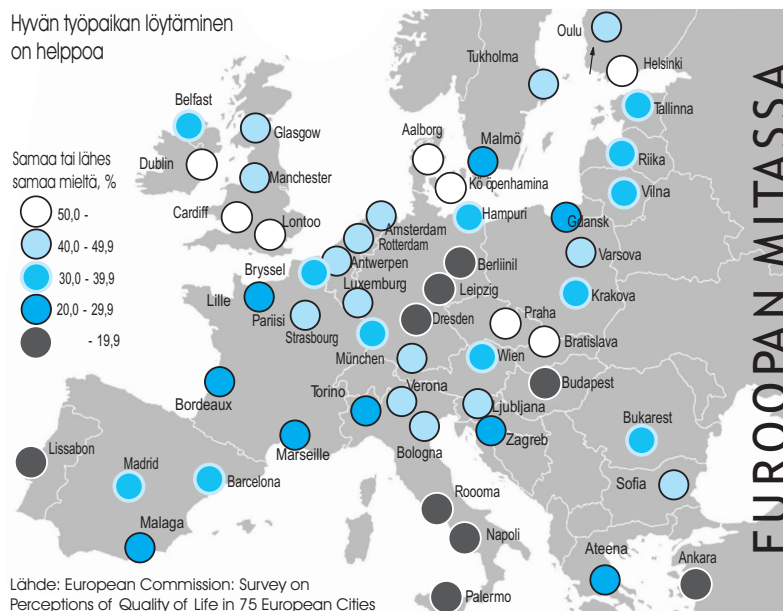 Hyvän työpaikan löytäminen
on helppoa
Samaa tai lähes
samaa mieltä, %
50,0 -
40,0 - 49,9
30,0 - 39,9
20,0 - 29,9
- 19,9
Oulu
Tukholma
Helsinki
Tallinna
Belfast
Glasgow
Aalborg
Malmö
Riika
Dublin
Manchester
Kö öpenhamina
Vilna
Cardiff
Lontoo
Amsterdam
Hampuri
Gdansk
Rotterdam
Bryssel
Antwerpen
Berliinil
Varsova
Lille
Luxemburg
Leipzig
Krakova
Pariisi
Strasbourg
Dresden
Praha
München
Wien
Bratislava
Budapest
Bordeaux
Torino
Verona
Ljubljana
Bukarest
Marseille
Bologna
Zagreb
Lissabon
Madrid
Barcelona
Sofia
Malaga
Roooma
Napoli
Ateena
Ankara
Palermo
Lähde: European Commission: Survey on
Perceptions of Quality of Life in 75 European Cities
EUROOPAN MITASSA